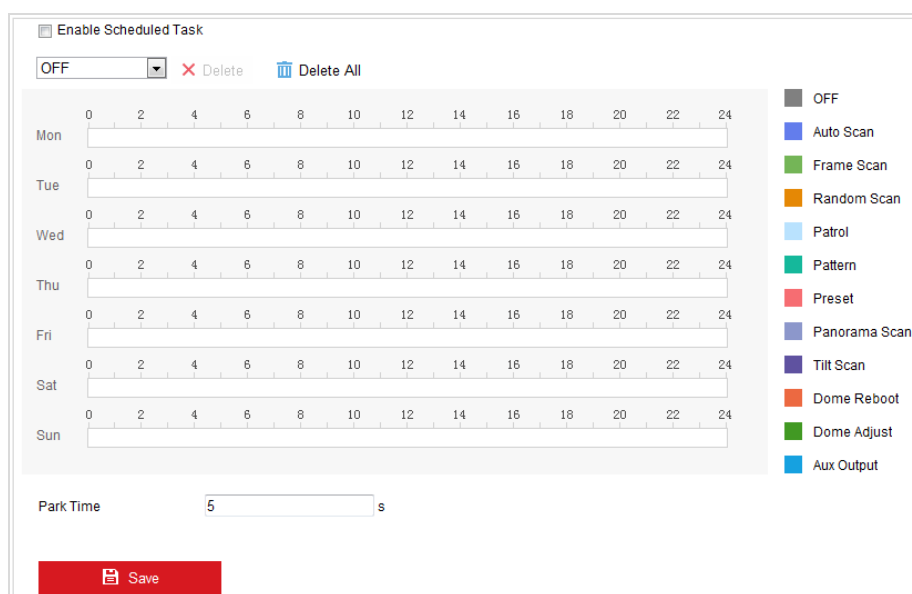 Enable Scheduled Task
OFF Delete Delete All
0 2 4 6 8 10 12 14 16 18 20 22 24
Mon
0 2 4 6 8 10 12 14 16 18 20 22 24
Tue
0 2 4 6 8 10 12 14 16 18 20 22 24
Wed
0 2 4 6 8 10 12 14 16 18 20 22 24
Thu
0 2 4 6 8 10 12 14 16 18 20 22 24
Fri
0 2 4 6 8 10 12 14 16 18 20 22 24
Sat
0 2 4 6 8 10 12 14 16 18 20 22 24
Sun
OFF
Auto Scan
Frame Scan
Random Scan
Patrol
Pattern
Preset
Panorama Scan
Tilt Scan
Dome Reboot
Dome Adjust
Aux Output
Park Time 5 s
Save